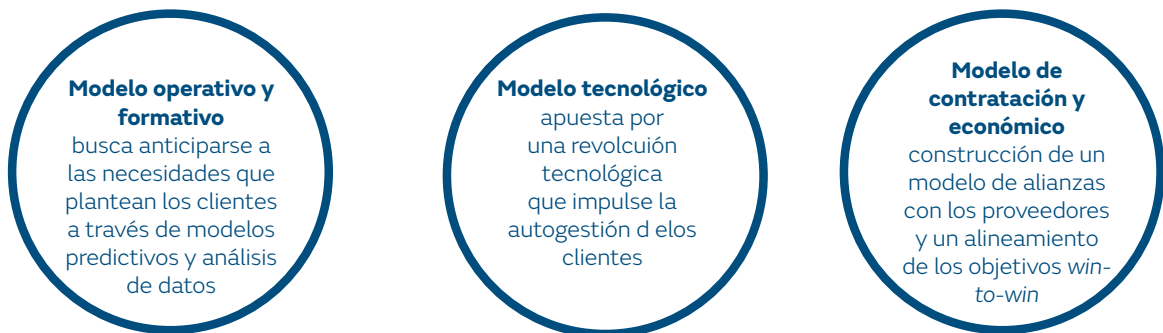 Modelo operativo y
formativo
busca anticiparse a
las necesidades que
plantean los clientes
a través de modelos
predictivos y análisis
de datos
Modelo tecnológico
apuesta por
una revolcuión
tecnológica
que impulse la
autogestión d elos
clientes
Modelo de
contratación y
económico
construcción de un
modelo de alianzas
con los proveedores
y un alineamiento
de los objetivos win-
to-win